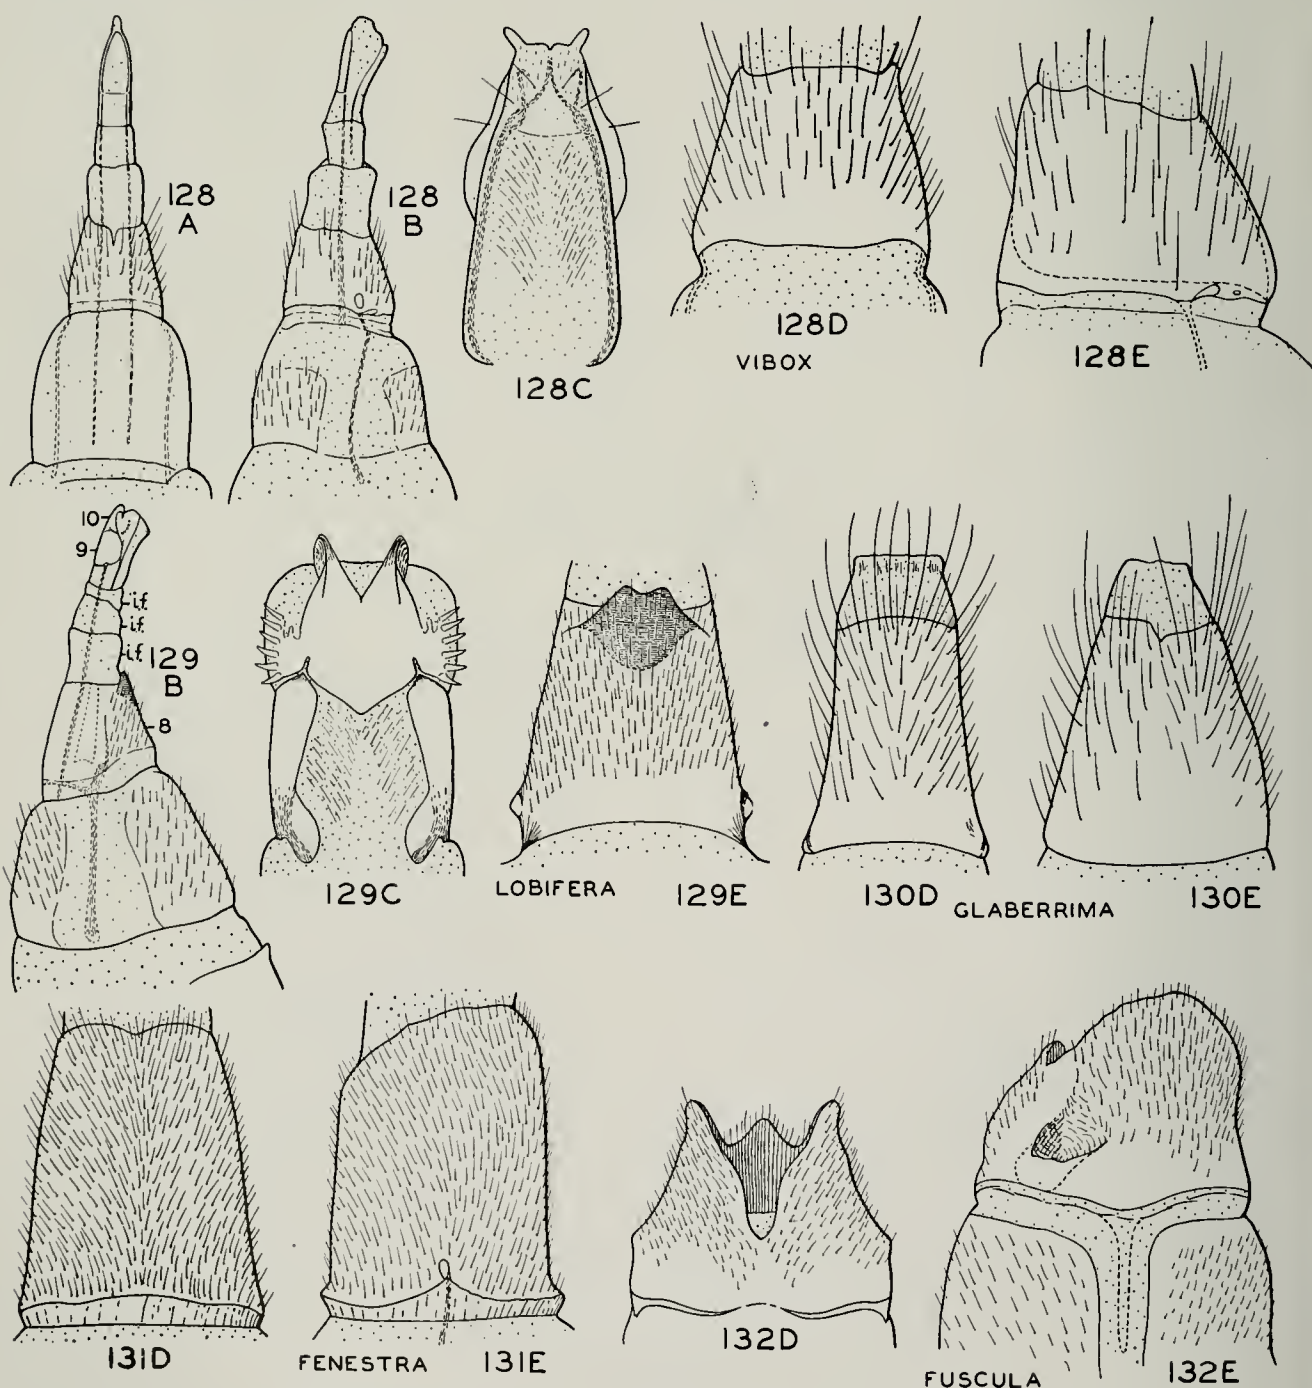 128
A
128
B
128C
128D
VIBOX
128E
10
9
i.f.
i.f.
i.f.
8
129
B
129C
LOBIFERA
129E
130D
GLABERRIMA
130E
131D
FENESTRA
131E
132D
FUSCULA
132E